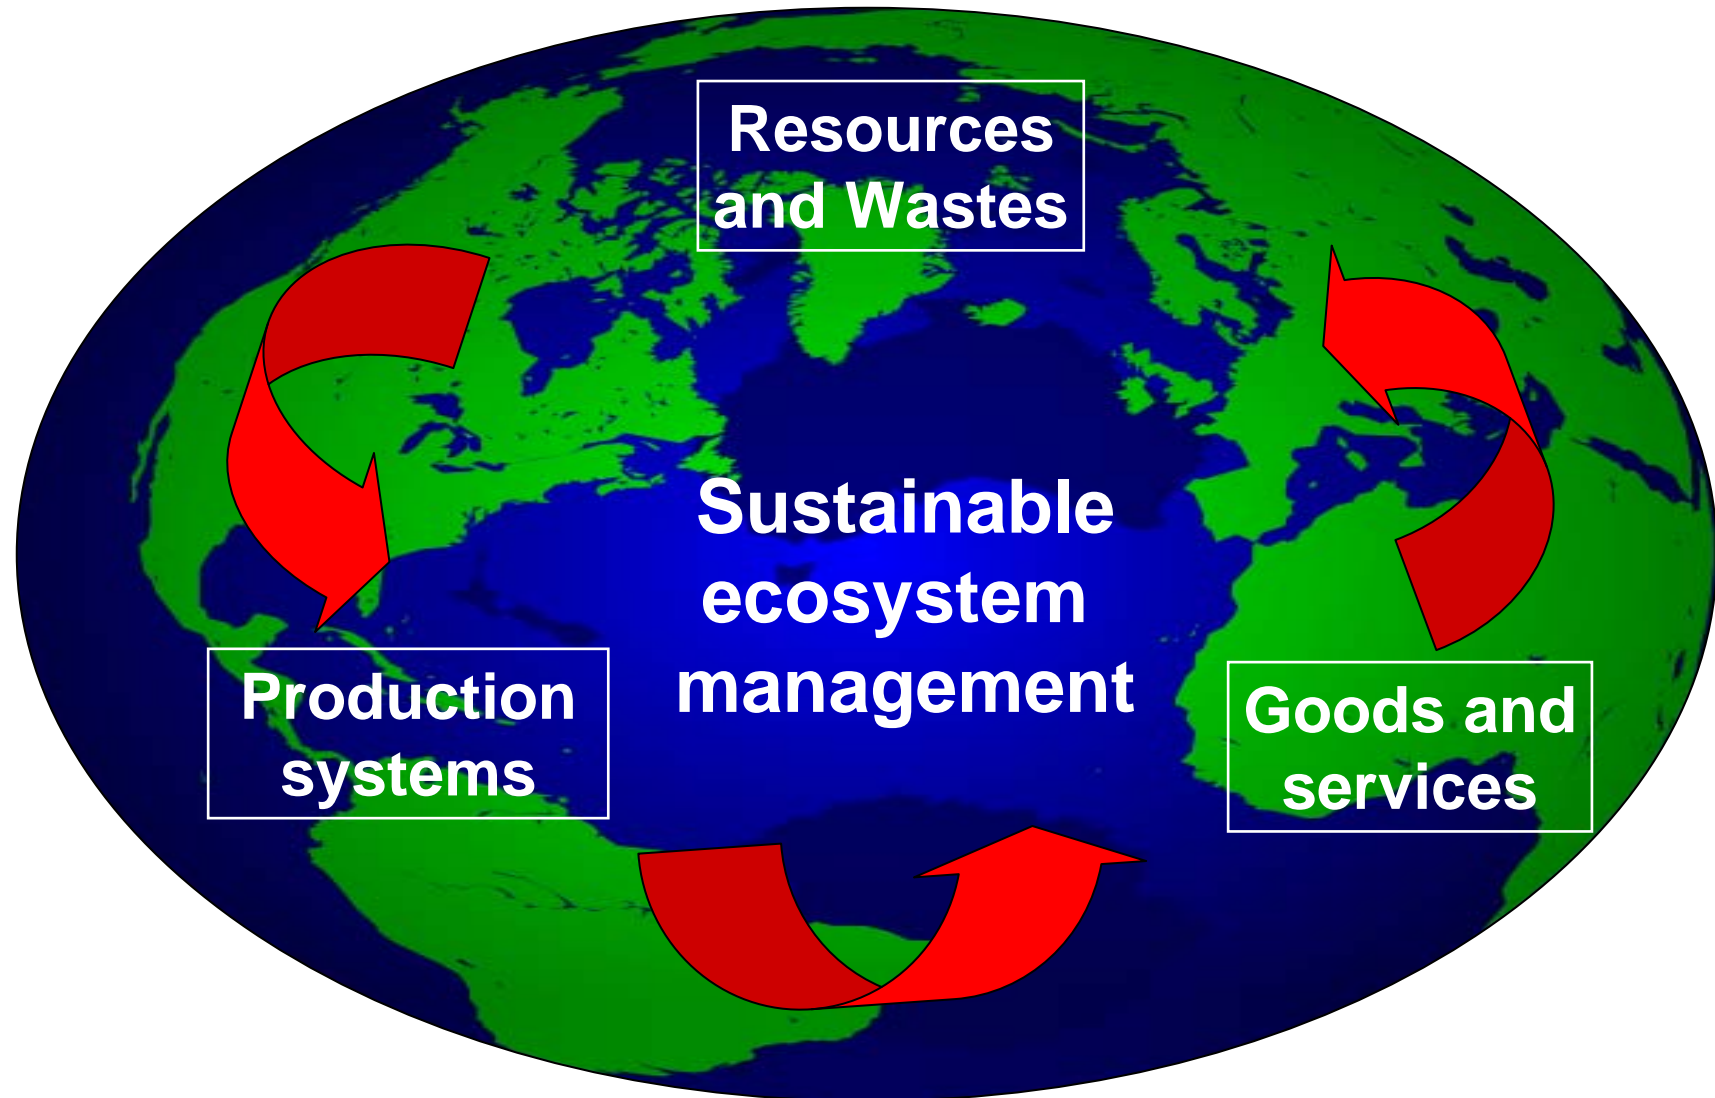 Resources
and Wastes
Sustainable
ecosystem
management
Production
systems
Goods and
services